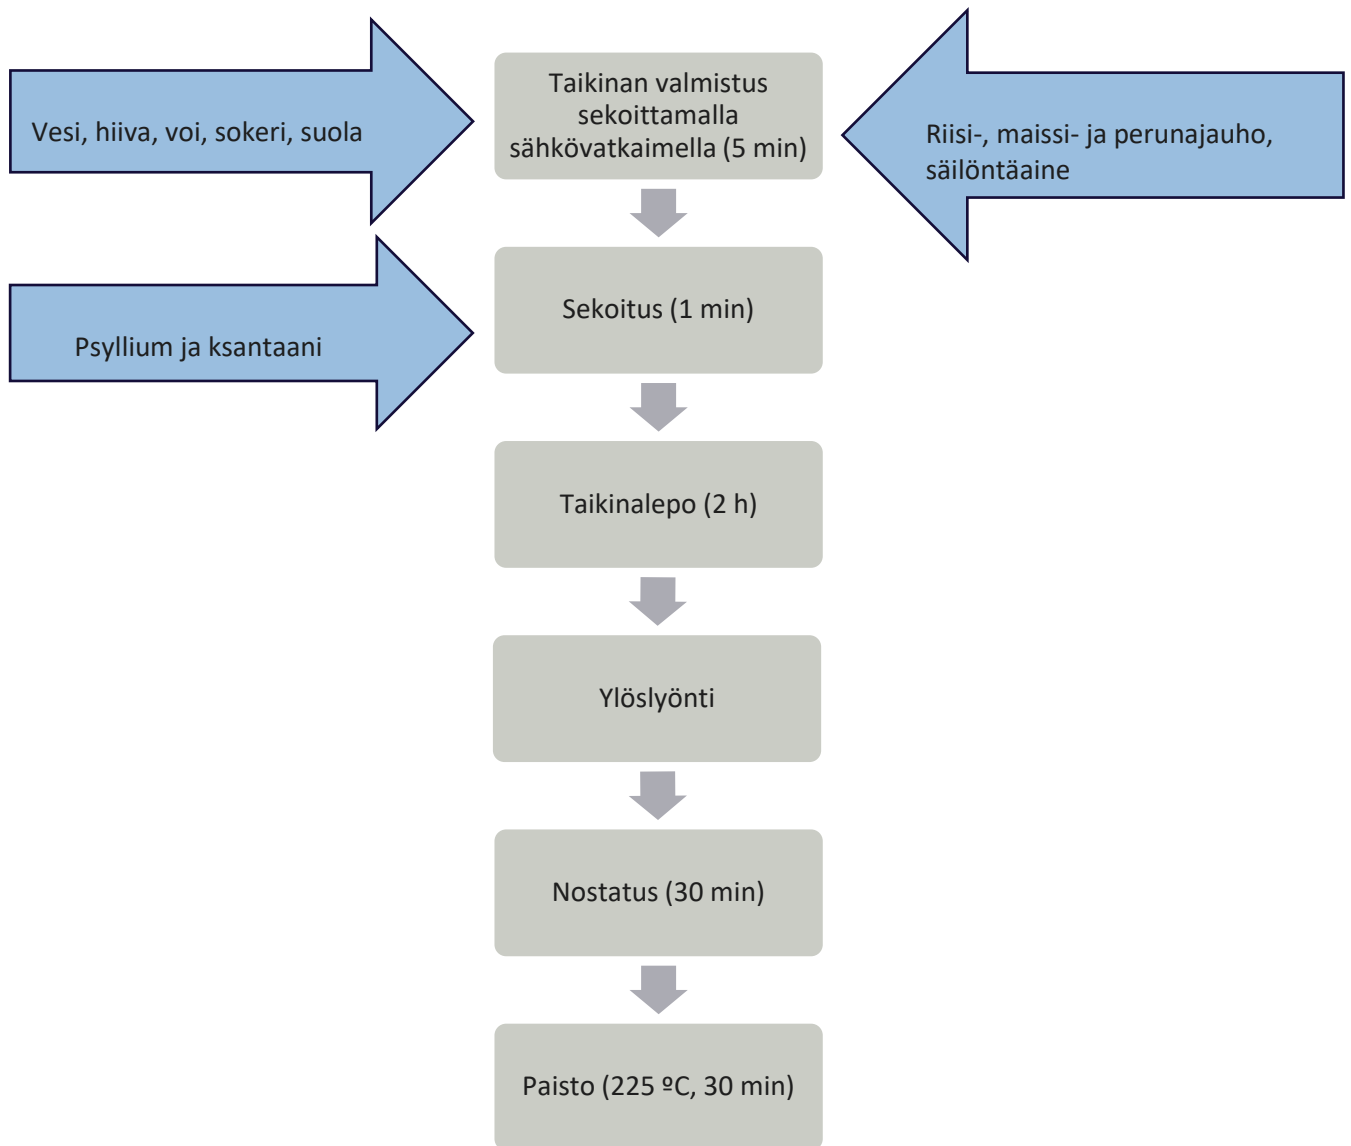 Taikinan valmistus
sekoittamalla
sähkövatkaimella (5 min)
Vesi, hiiva, voi, sokeri, suola
Riisi-, maissi- ja perunajauho,
säilöntäaine
Sekoitus (1 min)
Psyllium ja ksantaani
Taikinalepo (2 h)
Ylöslyönti
Nostatus (30 min)
Paisto (225 ºC, 30 min)